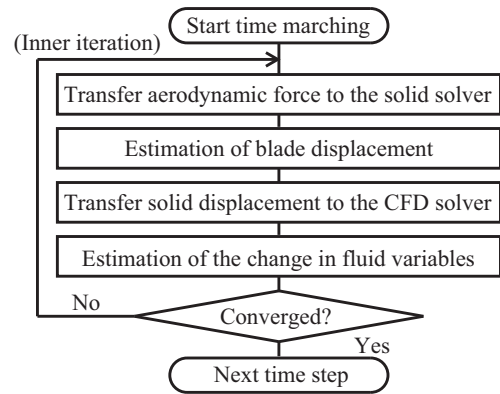 Start time marching
(Inner iteration)
Transfer aerodynamic force to the solid solver
Estimation of blade displacement
Transfer solid displacement to the CFD solver
Estimation of the change in fluid variables
No
Converged?
Yes
Next time step